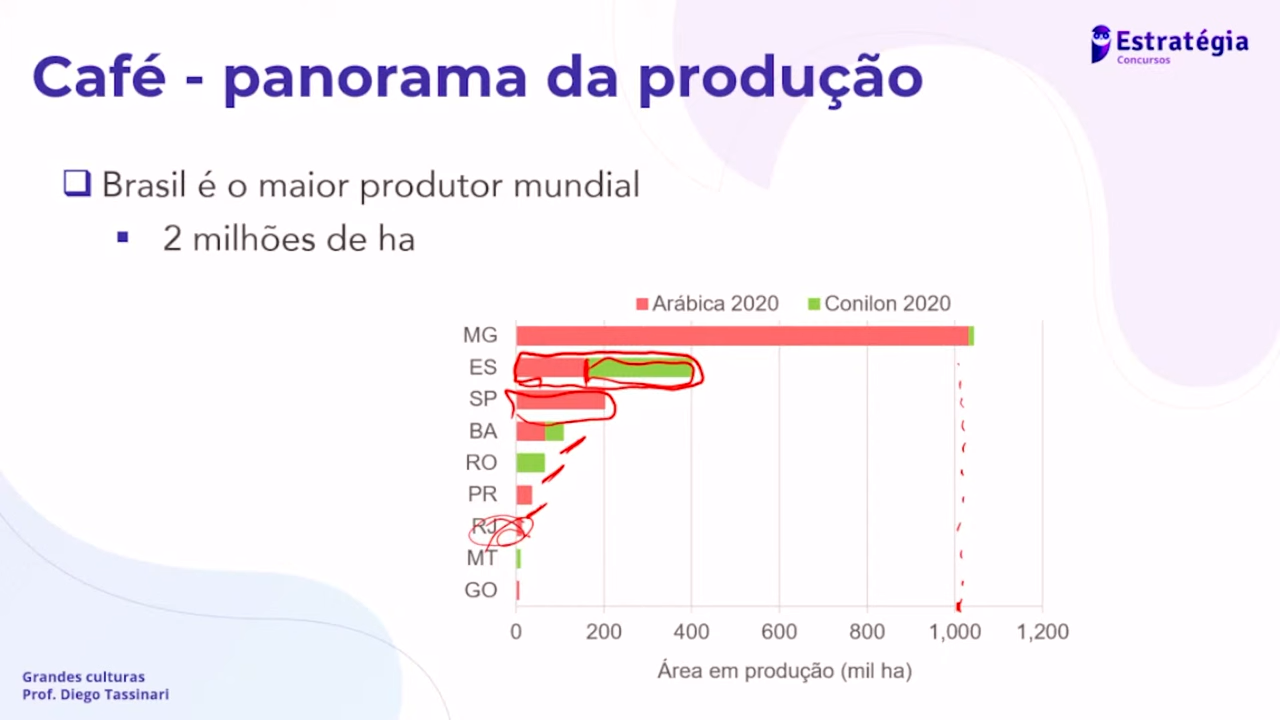 Estratégia
Concursos
Café - panorama da produção
Brasil é o maior produtor mundial
2 milhões de ha
Arábica 2020 Conilon 2020
MG
ES
SP
BA
RO
PR
RJ
MT
GO
0 200 400 600 800 1,000 1,200
Área em produção (mil ha)
Grandes culturas
Prof. Diego Tassinari